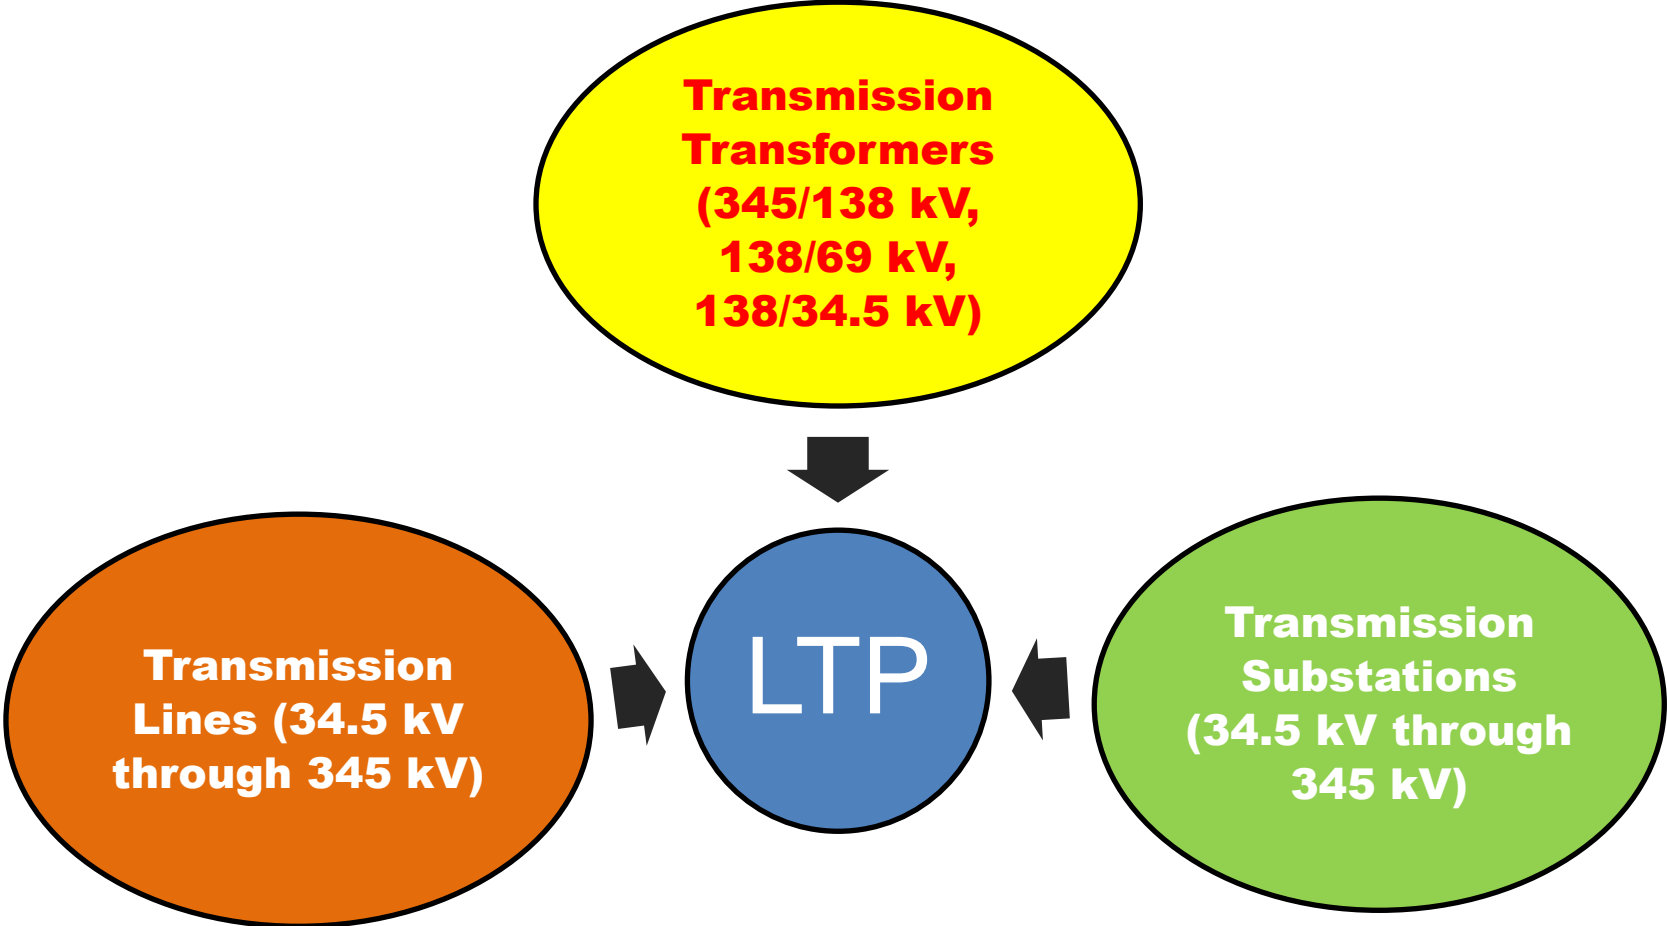 Transmission
Transformers
(345/138 kV,
138/69 kV,
138/34.5 kV)
Transmission
Lines (34.5 kV
through 345 kV)
LTP
Transmission
Substations
(34.5 kV through
345 kV)